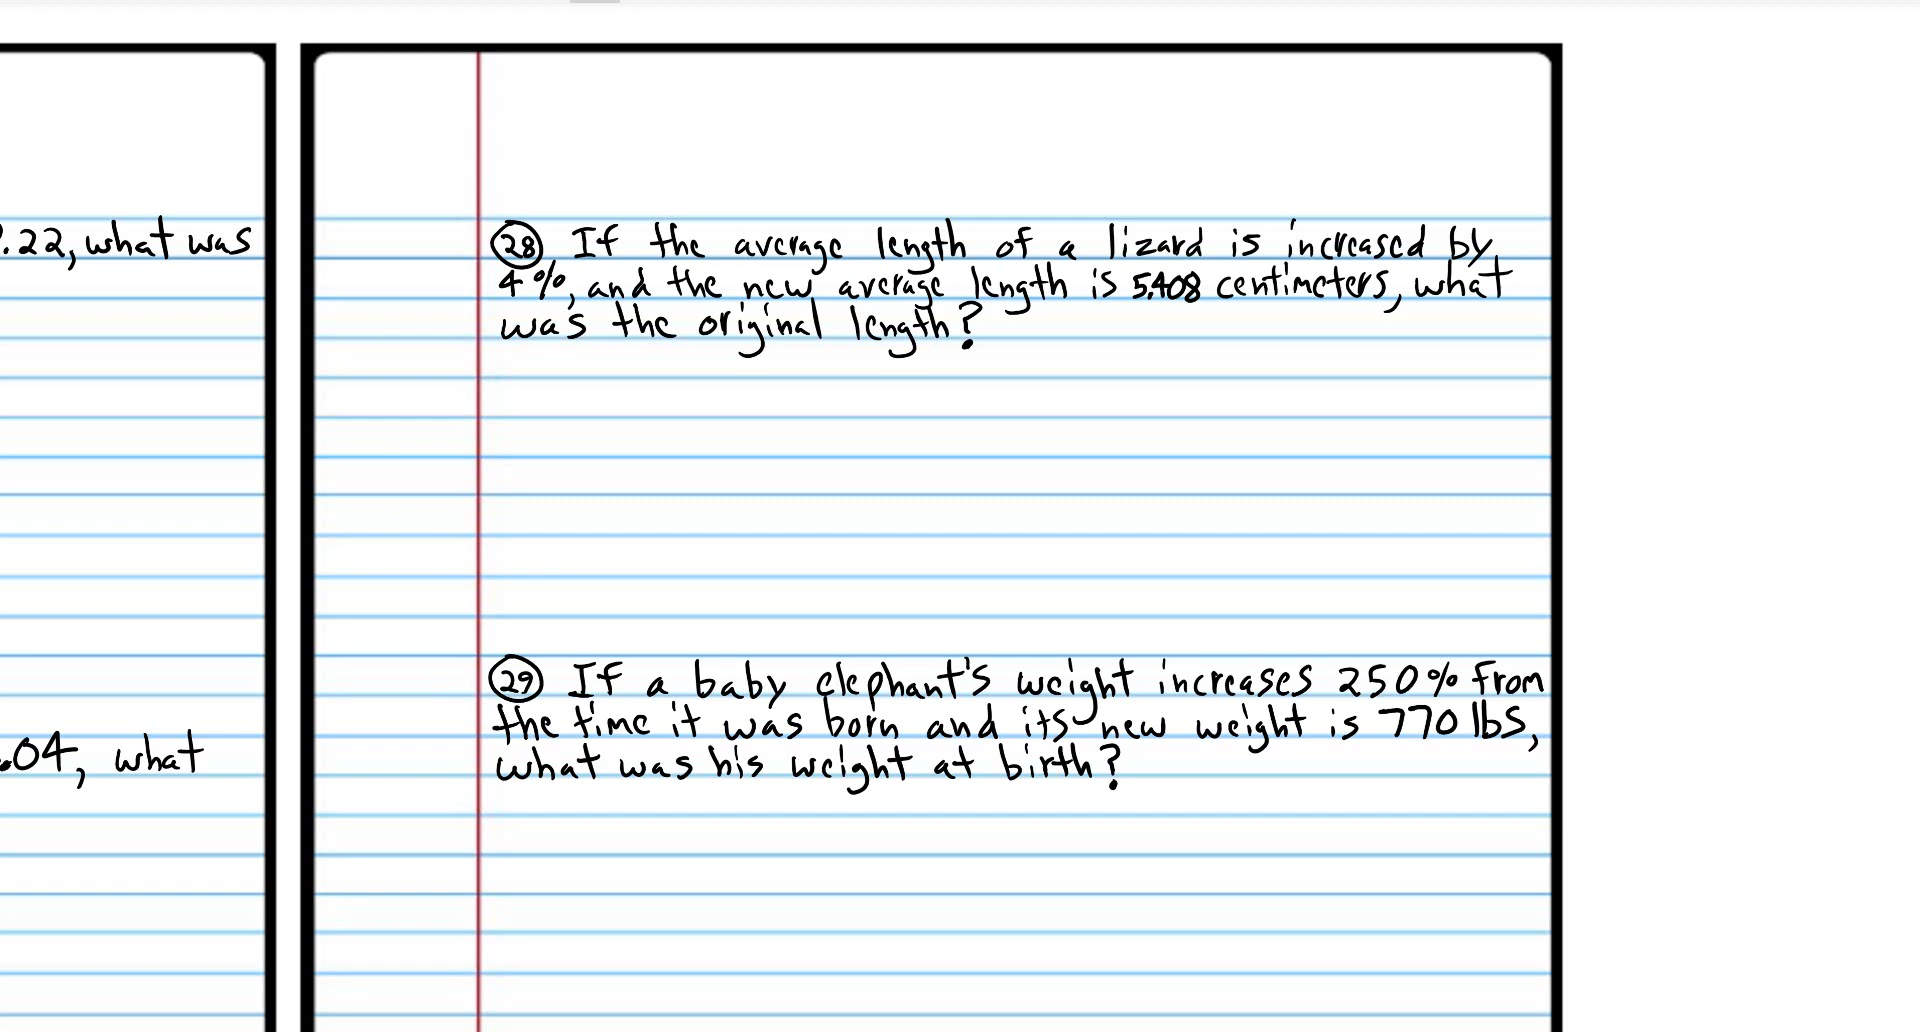 .22, what was
.04, what
28 If the average length of a lizard is increased by
4%, and the new average length is 5.408 centimeters, what
was the original length?
29 If a baby elephant's weight increases 250% from
the time it was born and its new weight is 770 lbs,
what was his weight at birth?